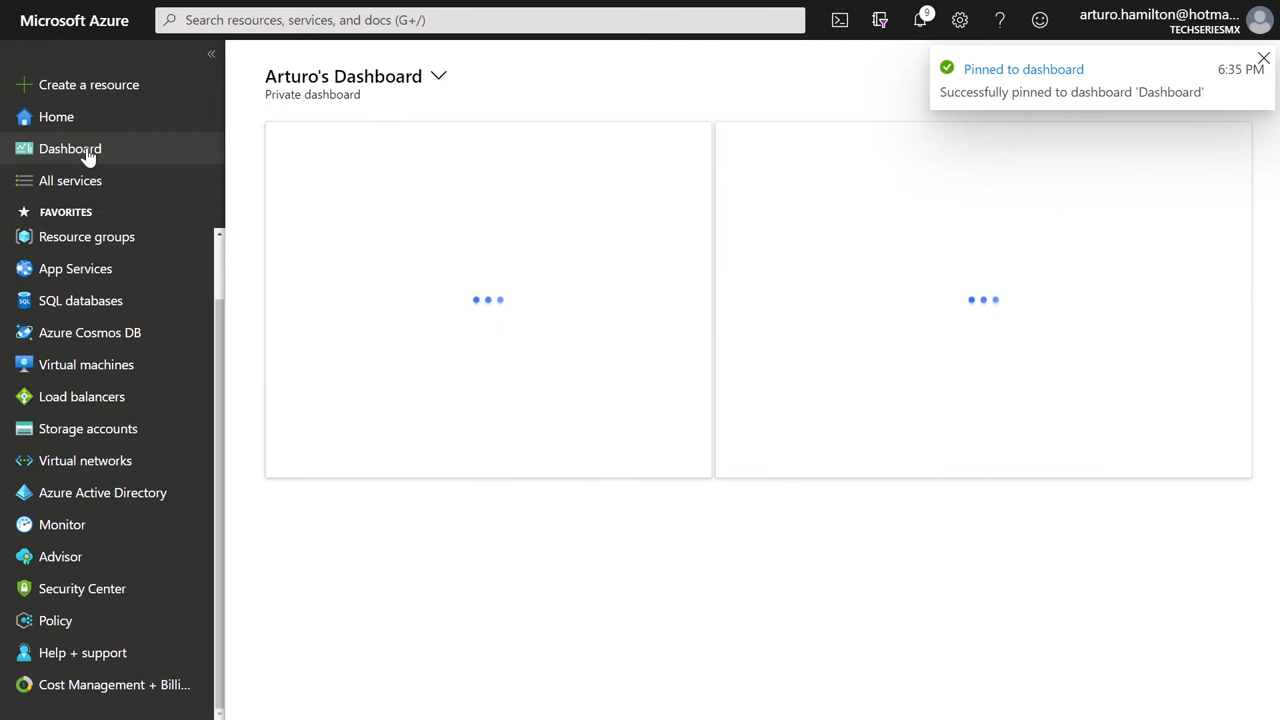 Microsoft Azure
Search resources, services, and docs (G+/)
9
arturo.hamilton@hotma...
TECHSERIESMX
Create a resource
Home
Dashboard
All services
FAVORITES
Resource groups
App Services
SQL databases
Azure Cosmos DB
Virtual machines
Load balancers
Storage accounts
Virtual networks
Azure Active Directory
Monitor
Advisor
Security Center
Policy
Help + support
Cost Management + Billi...
Arturo's Dashboard
Private dashboard
Pinned to dashboard
6:35 PM
Successfully pinned to dashboard 'Dashboard'